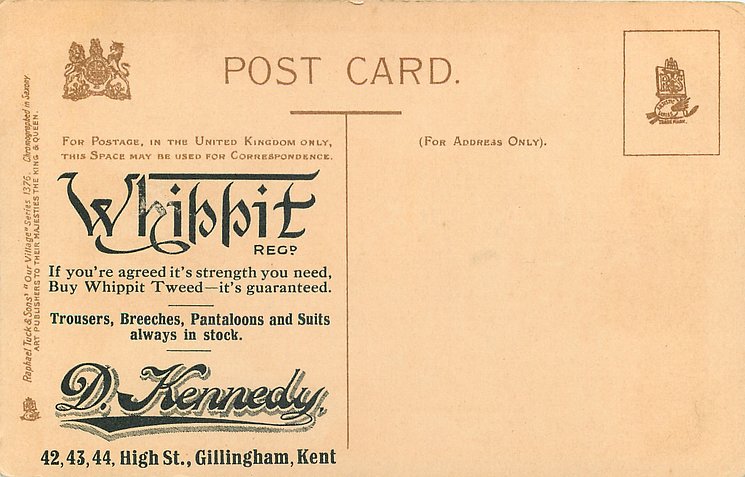 POST CARD.
FOR POSTAGE, IN THE UNITED KINGDOM ONLY,
THIS SPACE MAY BE USED FOR CORRESPONDENCE.
(FOR ADDRESS ONLY).
Whippit
REGD
If you're agreed it's strength you need,
Buy Whippit Tweed—it's guaranteed.
Trousers, Breeches, Pantaloons and Suits
always in stock.
D. Kennedy,
42, 43, 44, High St., Gillingham, Kent
Raphael Tuck & Sons' "Our Village" Series 1376. Chromographed in Saxony
ART PUBLISHERS TO THEIR MAJESTIES THE KING & QUEEN.
TRADE MARK.